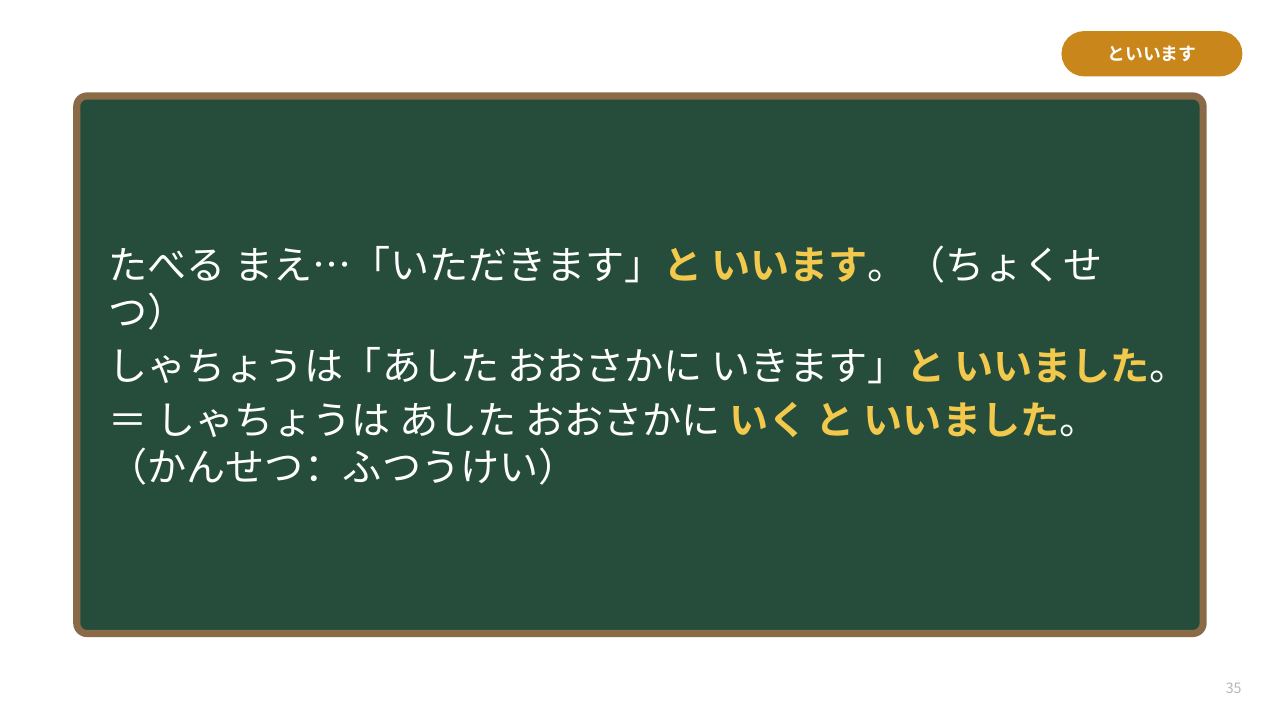 といいます
たべる まえ…「いただきます」と いいます。（ちょくせ
つ）
しゃちょうは「あした おおさかに いきます」と いいました。
＝ しゃちょうは あした おおさかに いく と いいました。
（かんせつ：ふつうけい）
35